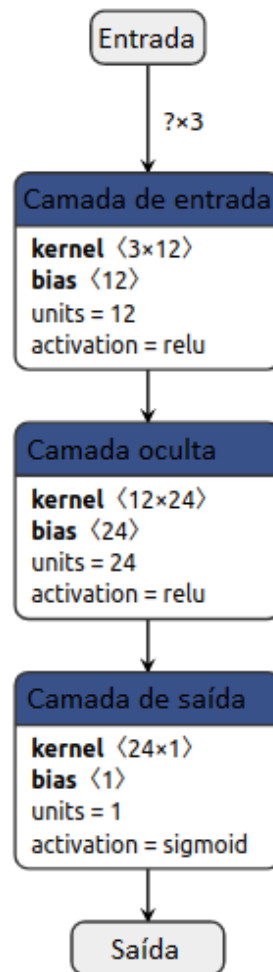 Entrada
?×3
Camada de entrada
kernel〈3×12〉
bias〈12〉
units = 12
activation = relu
Camada oculta
kernel〈12×24〉
bias〈24〉
units = 24
activation = relu
Camada de saída
kernel〈24×1〉
bias〈1〉
units = 1
activation = sigmoid
Saída